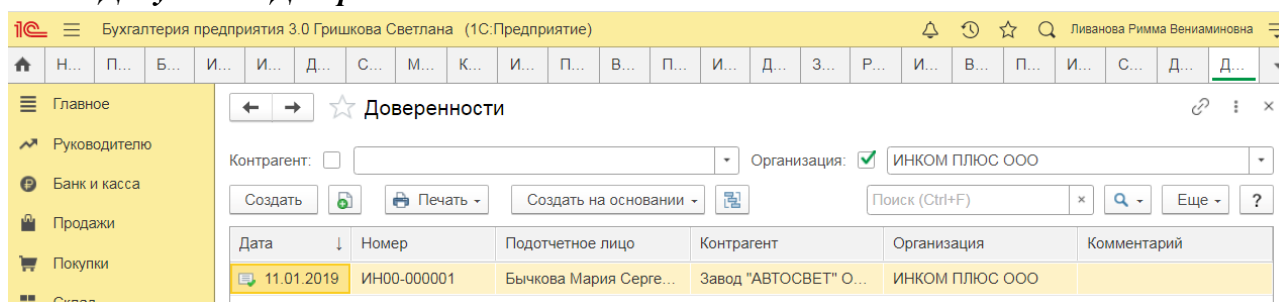 1С Бухгалтерия предприятия 3.0 Гришкова Светлана (1С:Предприятие) Ливанова Римма Вениаминовна
Н... П... Б... И... И... Д... С... М... К... И... П... В... П... И... Д... З... Р... И... В... П... И... С... Д... Д...
Главное
Доверенности
Руководителю
Контрагент: Организация: ИНКОМ ПЛЮС ООО
Банк и касса
Создать Печать Создать на основании Поиск (Ctrl+F) × Еще ?
Продажи
Дата ↓ Номер Подотчетное лицо Контрагент Организация Комментарий
Покупки
11.01.2019 ИН00-000001 Бычкова Мария Серге... Завод "АВТОСВЕТ" О... ИНКОМ ПЛЮС ООО